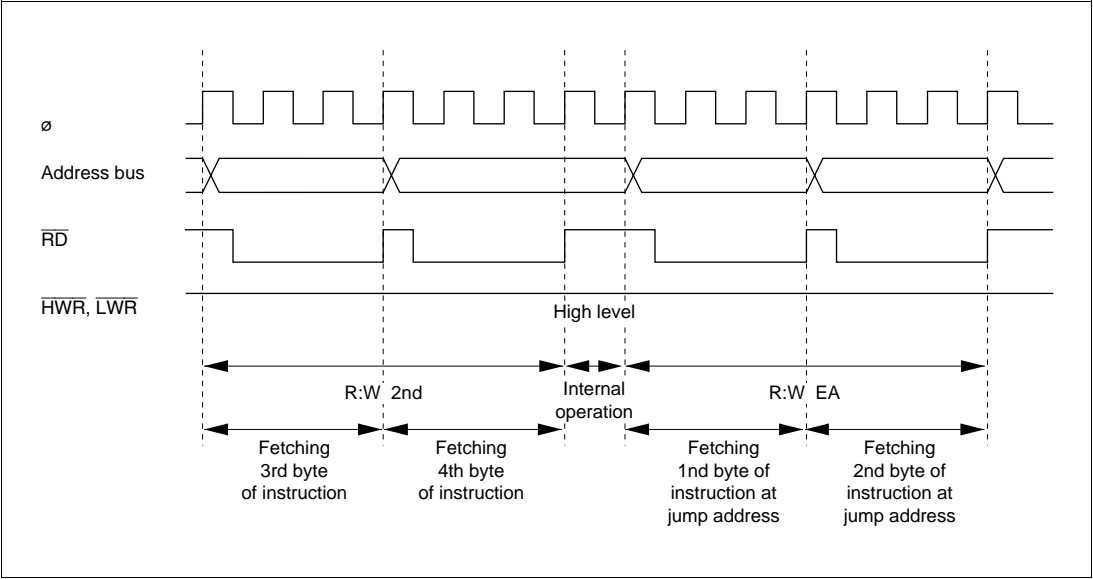 ø
Address bus
RD
HWR, LWR
High level
R:W 2nd
Internal
operation
R:W EA
Fetching
3rd byte
of instruction
Fetching
4th byte
of instruction
Fetching
1nd byte of
instruction at
jump address
Fetching
2nd byte of
instruction at
jump address